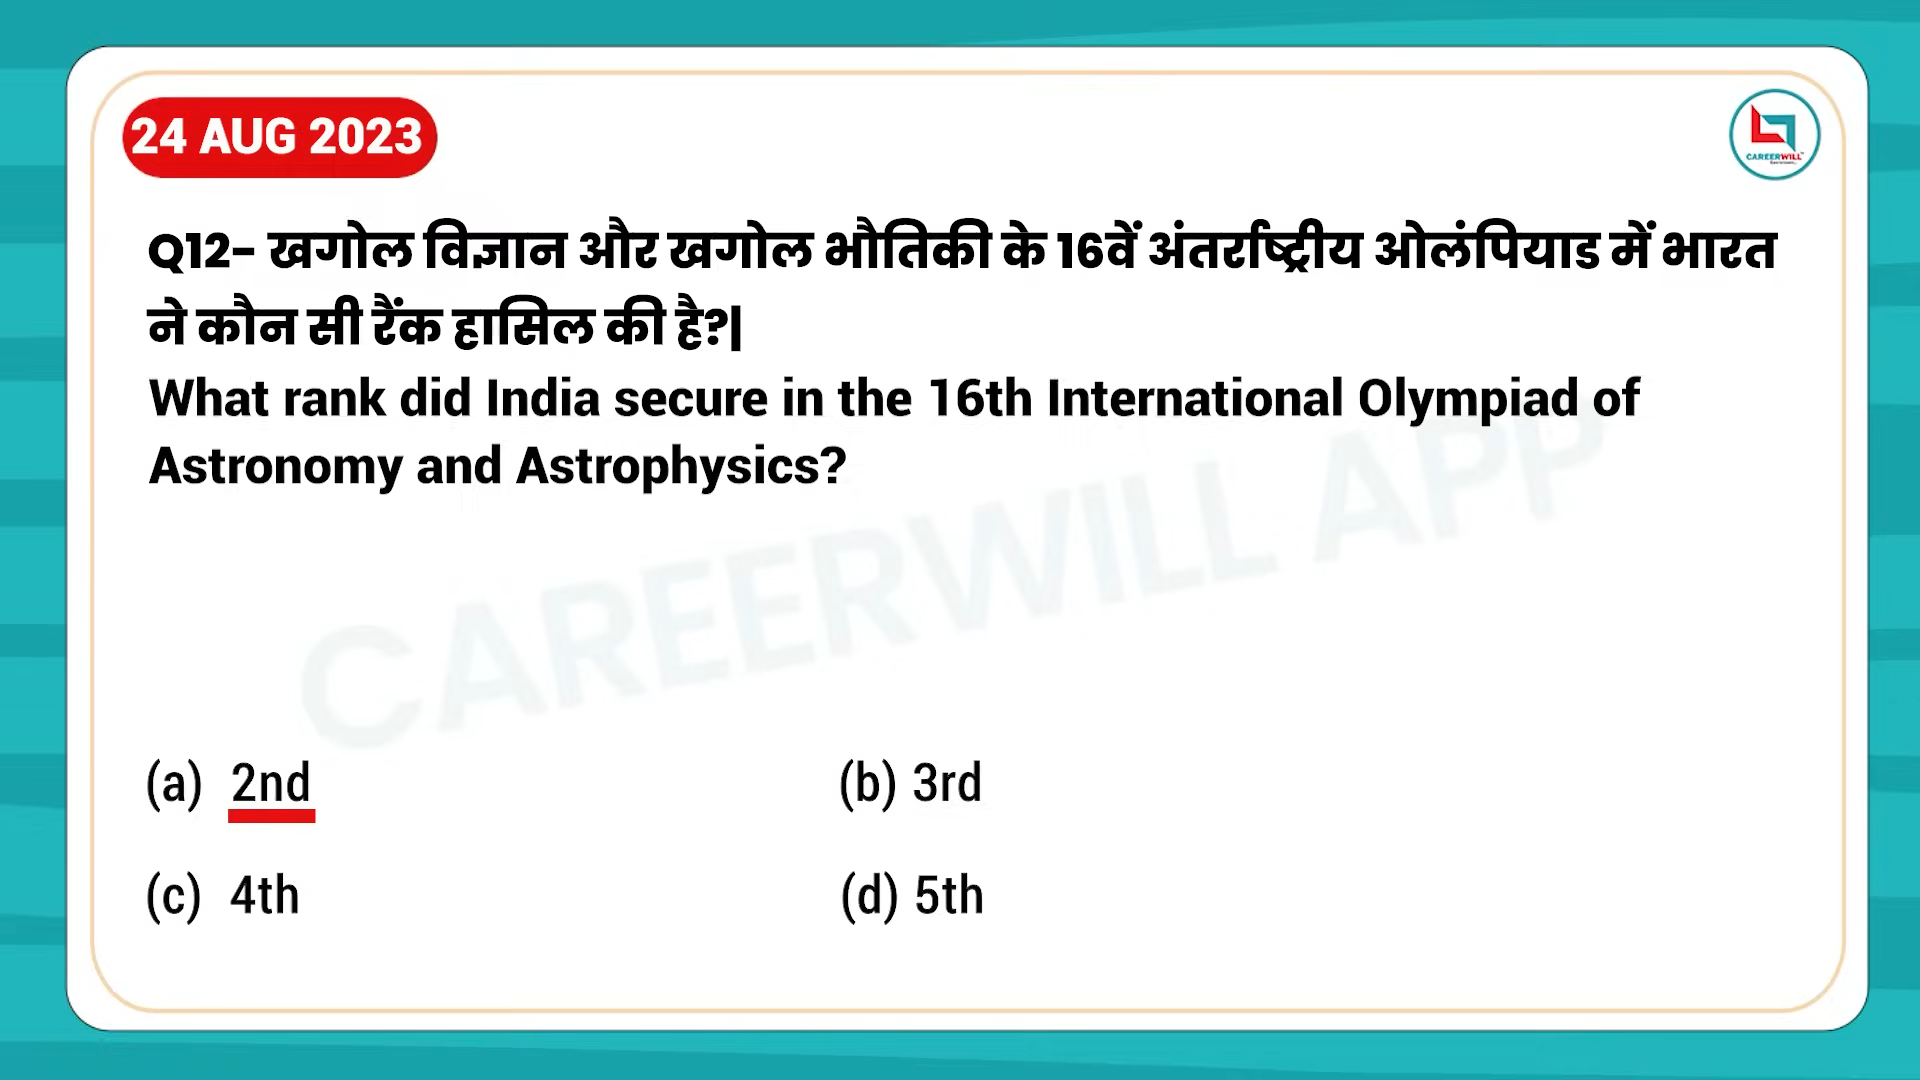 24 AUG 2023
CAREERWILL
Q12- खगोल विज्ञान और खगोल भौतिकी के 16वें अंतर्राष्ट्रीय ओलंपियाड में भारत
ने कौन सी रैंक हासिल की है?|
What rank did India secure in the 16th International Olympiad of
Astronomy and Astrophysics?
CAREERWILL APP
(a) 2nd
(b) 3rd
(c) 4th
(d) 5th